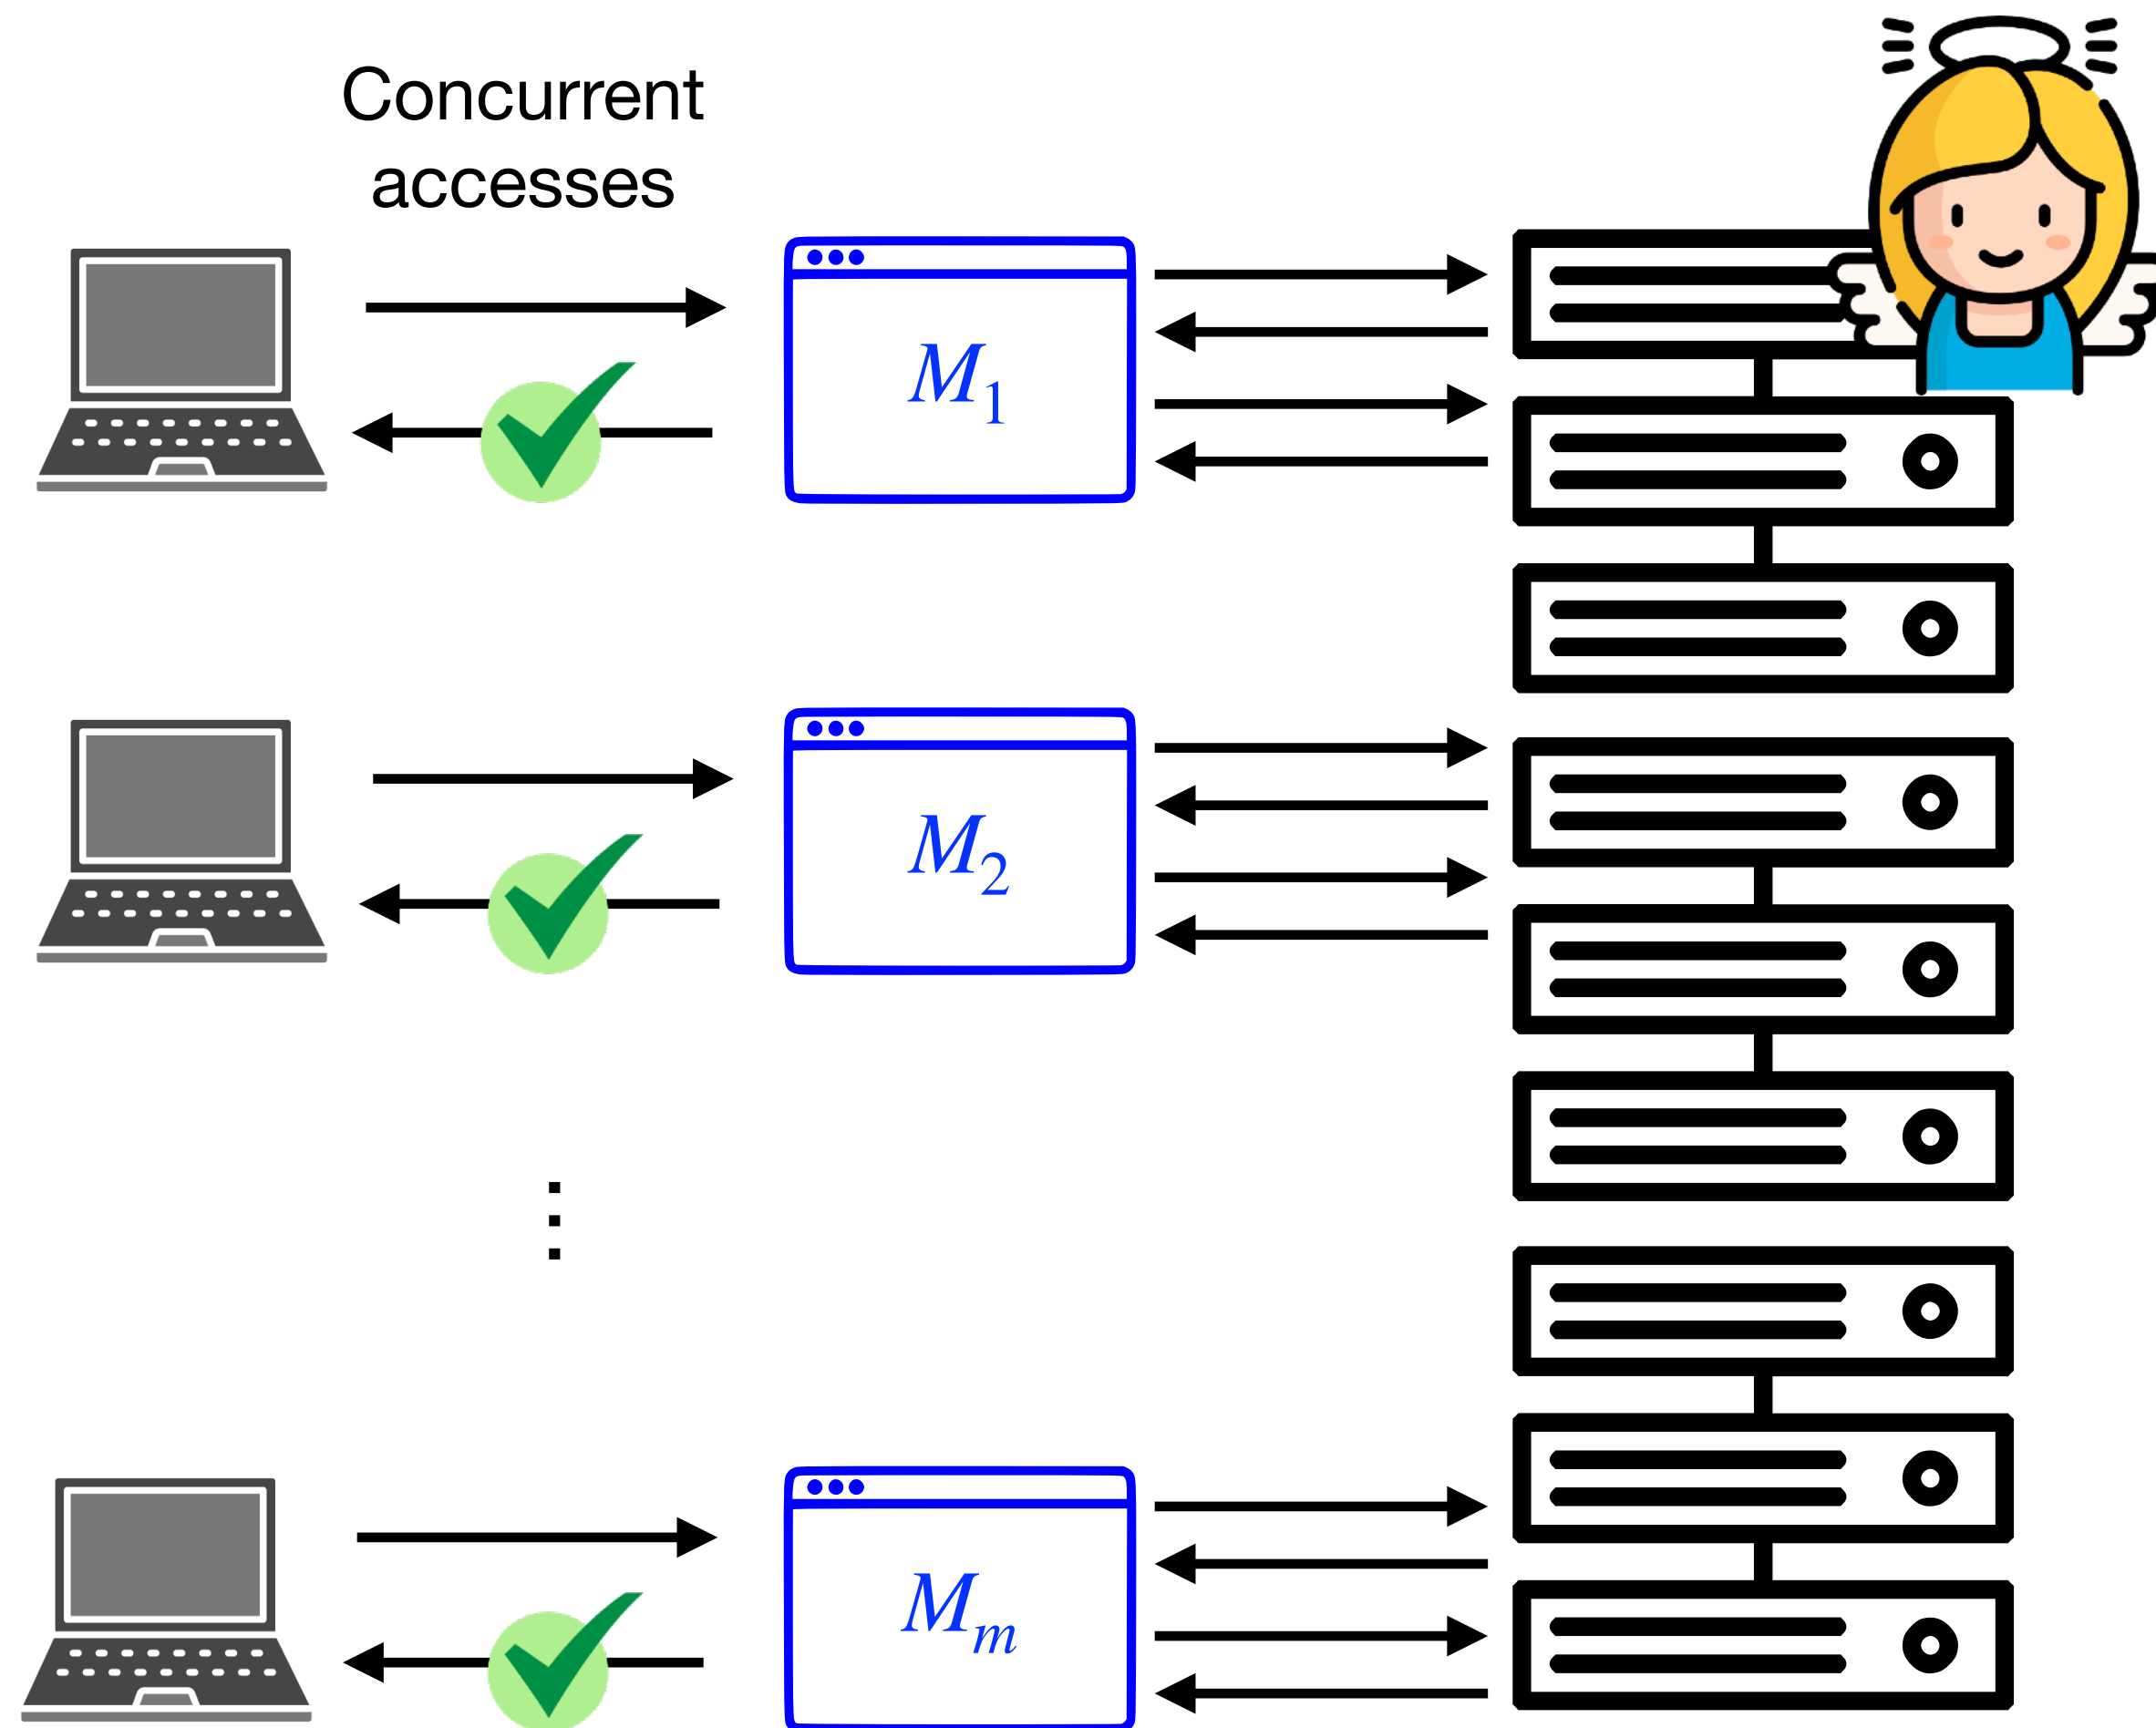 Concurrent
accesses
M₁
M₂
⋮
Mₘ